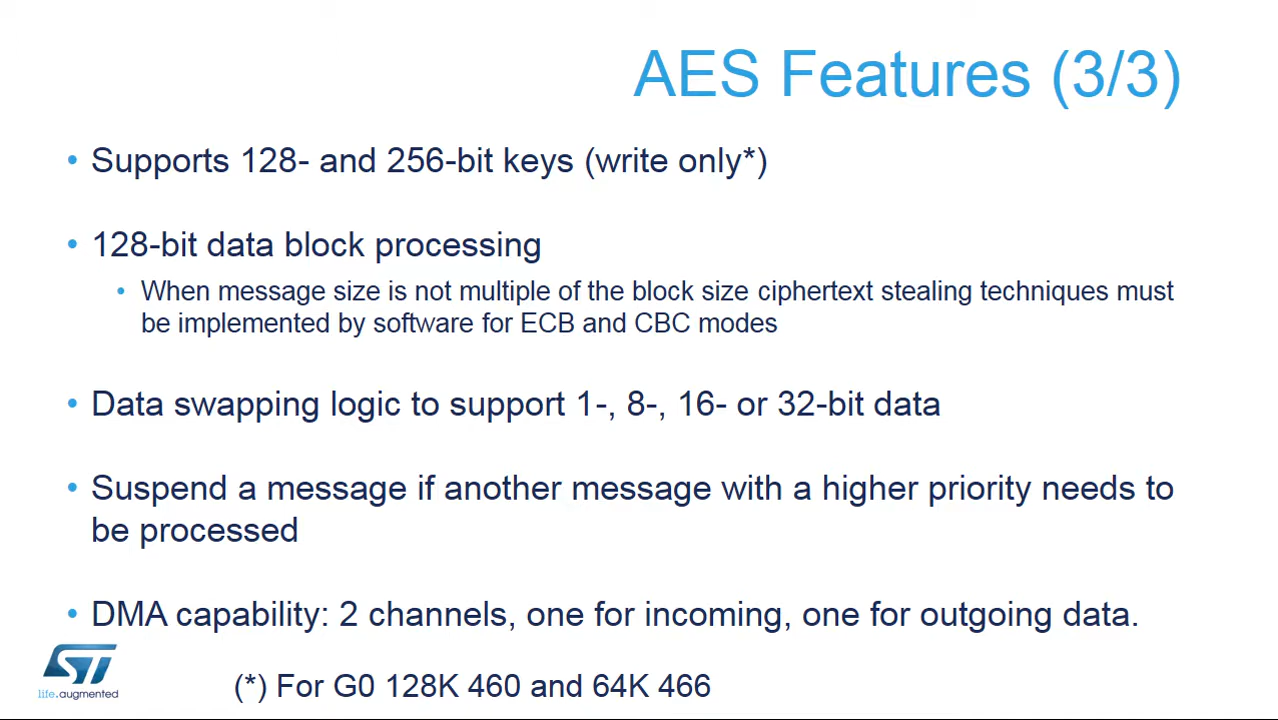 AES Features (3/3)
• Supports 128- and 256-bit keys (write only*)
• 128-bit data block processing
• When message size is not multiple of the block size ciphertext stealing techniques must
be implemented by software for ECB and CBC modes
• Data swapping logic to support 1-, 8-, 16- or 32-bit data
• Suspend a message if another message with a higher priority needs to
be processed
• DMA capability: 2 channels, one for incoming, one for outgoing data.
ST
life.augmented
(*) For G0 128K 460 and 64K 466